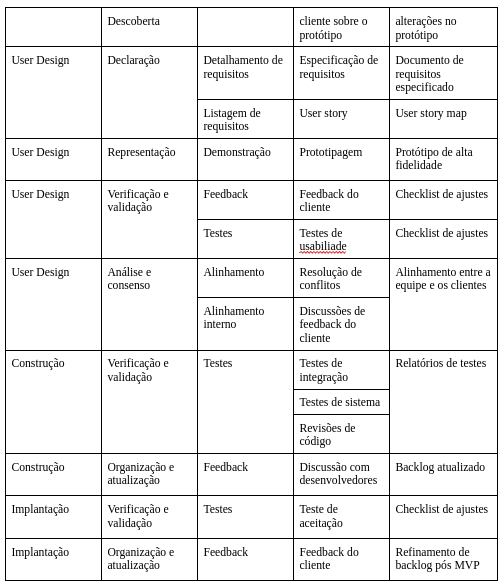 Descoberta
cliente sobre o
protótipo
alterações no
protótipo
User Design
Declaração
Detalhamento de
requisitos
Especificação de
requisitos
Documento de
requisitos
especificado
Listagem de
requisitos
User story
User story map
User Design
Representação
Demonstração
Prototipagem
Protótipo de alta
fidelidade
User Design
Verificação e
validação
Feedback
Feedback do
cliente
Checklist de ajustes
Testes
Testes de
usabiliade
Checklist de ajustes
User Design
Análise e
consenso
Alinhamento
Resolução de
conflitos
Alinhamento entre a
equipe e os clientes
Alinhamento
interno
Discussões de
feedback do
cliente
Construção
Verificação e
validação
Testes
Testes de
integração
Relatórios de testes
Testes de sistema
Revisões de
código
Construção
Organização e
atualização
Feedback
Discussão com
desenvolvedores
Backlog atualizado
Implantação
Verificação e
validação
Testes
Teste de
aceitação
Checklist de ajustes
Implantação
Organização e
atualização
Feedback
Feedback do
cliente
Refinamento de
backlog pós MVP